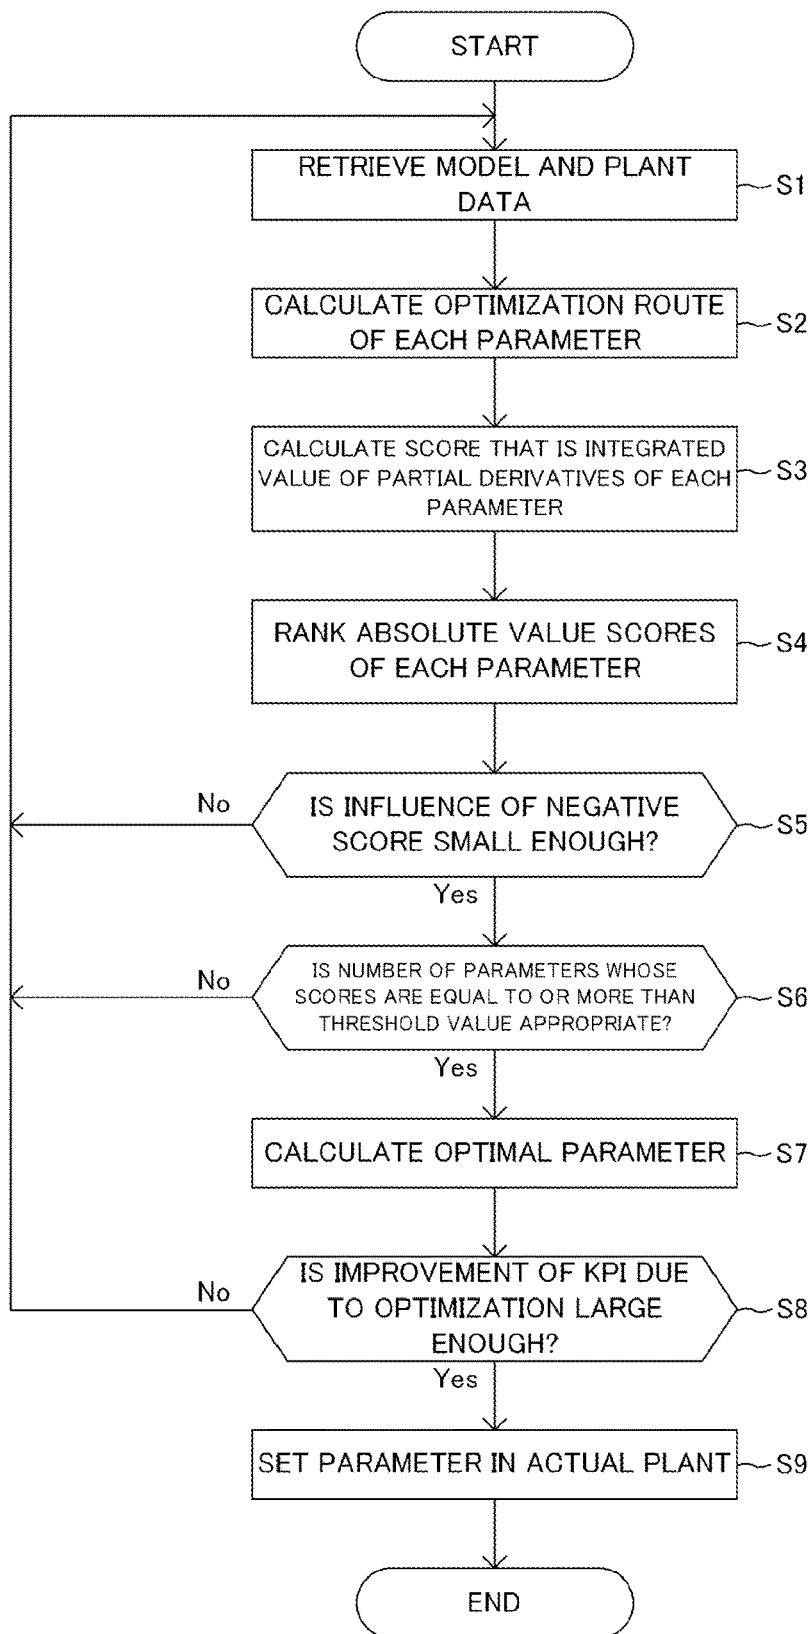 START
RETRIEVE MODEL AND PLANT
DATA
S1
CALCULATE OPTIMIZATION ROUTE
OF EACH PARAMETER
S2
CALCULATE SCORE THAT IS INTEGRATED
VALUE OF PARTIAL DERIVATIVES OF EACH
PARAMETER
S3
RANK ABSOLUTE VALUE SCORES
OF EACH PARAMETER
S4
No
IS INFLUENCE OF NEGATIVE
SCORE SMALL ENOUGH?
S5
Yes
No
IS NUMBER OF PARAMETERS WHOSE
SCORES ARE EQUAL TO OR MORE THAN
THRESHOLD VALUE APPROPRIATE?
S6
Yes
CALCULATE OPTIMAL PARAMETER
S7
No
IS IMPROVEMENT OF KPI DUE
TO OPTIMIZATION LARGE
ENOUGH?
S8
Yes
SET PARAMETER IN ACTUAL PLANT
S9
END